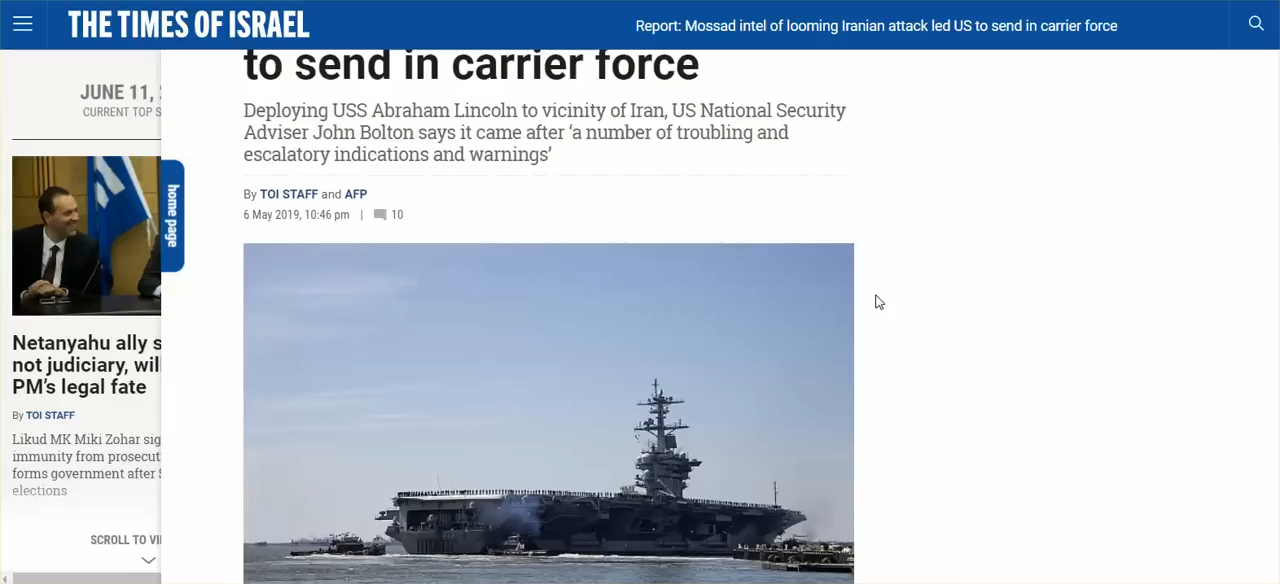 THE TIMES OF ISRAEL
Report: Mossad intel of looming Iranian attack led US to send in carrier force
to send in carrier force
Deploying USS Abraham Lincoln to vicinity of Iran, US National Security
Adviser John Bolton says it came after ‘a number of troubling and
escalatory indications and warnings’
By TOI STAFF and AFP
6 May 2019, 10:46 pm | 10
JUNE 11,
CURRENT TOP S
home page
Netanyahu ally s
not judiciary, wil
PM’s legal fate
By TOI STAFF
Likud MK Miki Zohar sig
immunity from prosecut
forms government after
elections
SCROLL TO VI